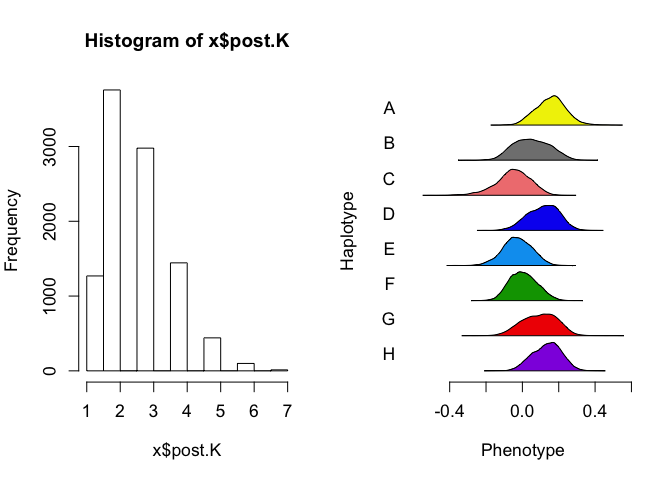 Histogram of x$post.K
Frequency
0
1000
2000
3000
1 2 3 4 5 6 7
x$post.K
Haplotype
A
B
C
D
E
F
G
H
-0.4 0.0 0.4
Phenotype